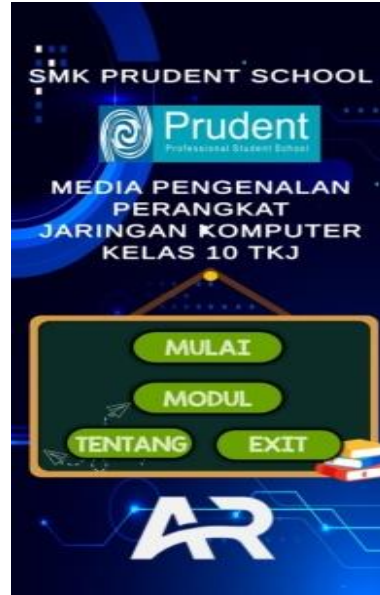 SMK PRUDENT SCHOOL
Prudent
Professional Student School
MEDIA PENGENALAN
PERANGKAT
JARINGAN KOMPUTER
KELAS 10 TKJ
MULAI
MODUL
TENTANG EXIT
AR